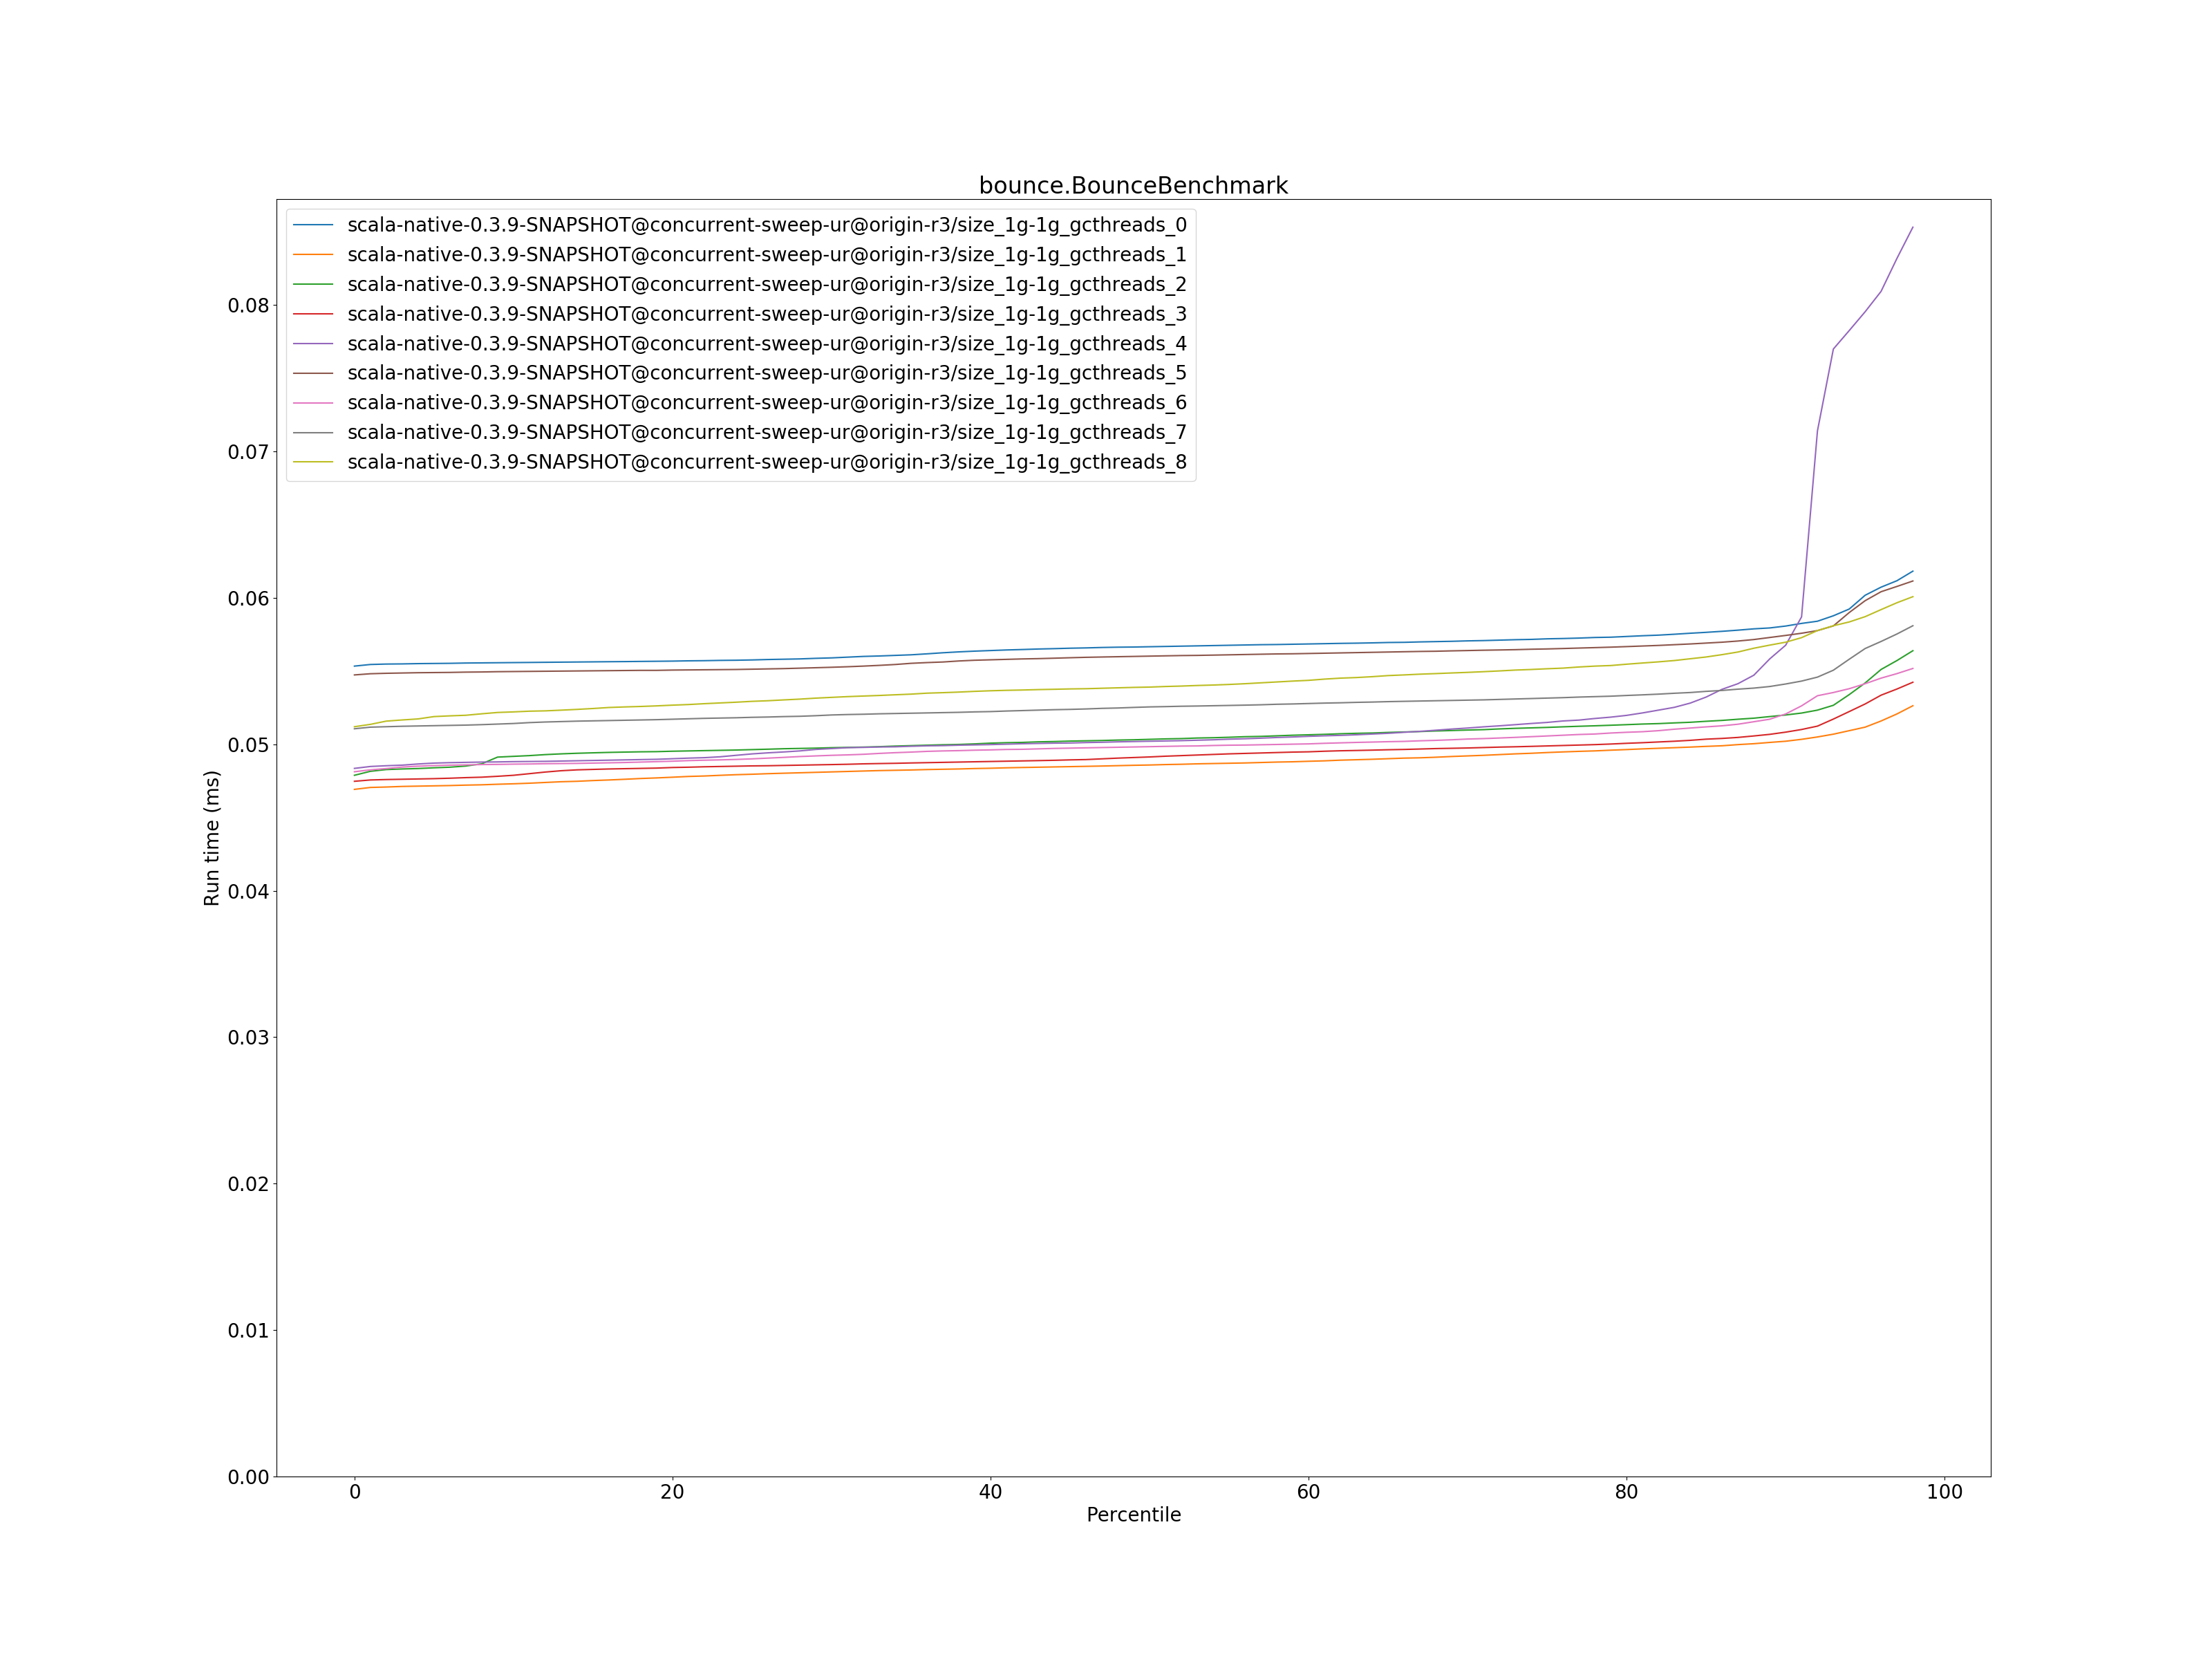 bounce.BounceBenchmark
scala-native-0.3.9-SNAPSHOT@concurrent-sweep-ur@origin-r3/size_1g-1g_gcthreads_0
scala-native-0.3.9-SNAPSHOT@concurrent-sweep-ur@origin-r3/size_1g-1g_gcthreads_1
scala-native-0.3.9-SNAPSHOT@concurrent-sweep-ur@origin-r3/size_1g-1g_gcthreads_2
scala-native-0.3.9-SNAPSHOT@concurrent-sweep-ur@origin-r3/size_1g-1g_gcthreads_3
scala-native-0.3.9-SNAPSHOT@concurrent-sweep-ur@origin-r3/size_1g-1g_gcthreads_4
scala-native-0.3.9-SNAPSHOT@concurrent-sweep-ur@origin-r3/size_1g-1g_gcthreads_5
scala-native-0.3.9-SNAPSHOT@concurrent-sweep-ur@origin-r3/size_1g-1g_gcthreads_6
scala-native-0.3.9-SNAPSHOT@concurrent-sweep-ur@origin-r3/size_1g-1g_gcthreads_7
scala-native-0.3.9-SNAPSHOT@concurrent-sweep-ur@origin-r3/size_1g-1g_gcthreads_8
0.08
0.07
0.06
0.05
0.04
0.03
0.02
0.01
0.00
Run time (ms)
0 20 40 60 80 100
Percentile